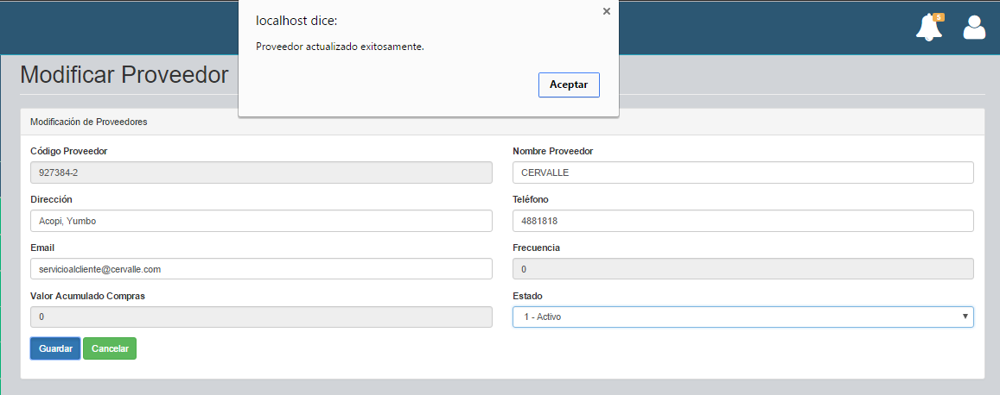 localhost dice:
Proveedor actualizado exitosamente.
Aceptar
5
Modificar Proveedor
Modificación de Proveedores
Código Proveedor
927384-2
Nombre Proveedor
CERVALLE
Dirección
Acopi, Yumbo
Teléfono
4881818
Email
servicioalcliente@cervalle.com
Frecuencia
0
Valor Acumulado Compras
0
Estado
1 - Activo
Guardar
Cancelar